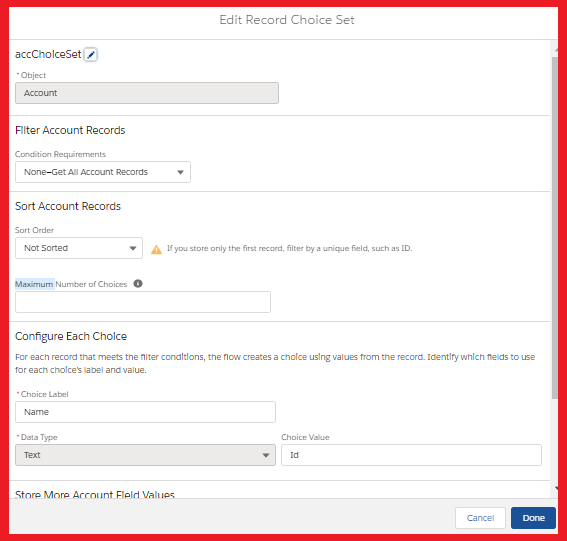 Edit Record Choice Set
accChoiceSet
* Object
Account
Filter Account Records
Condition Requirements
None—Get All Account Records
Sort Account Records
Sort Order
Not Sorted
If you store only the first record, filter by a unique field, such as ID.
Maximum Number of Choices
Configure Each Choice
For each record that meets the filter conditions, the flow creates a choice using values from the record. Identify which fields to use
for each choice's label and value.
* Choice Label
Name
* Data Type
Choice Value
Text
Id
Store More Account Field Values
Cancel
Done